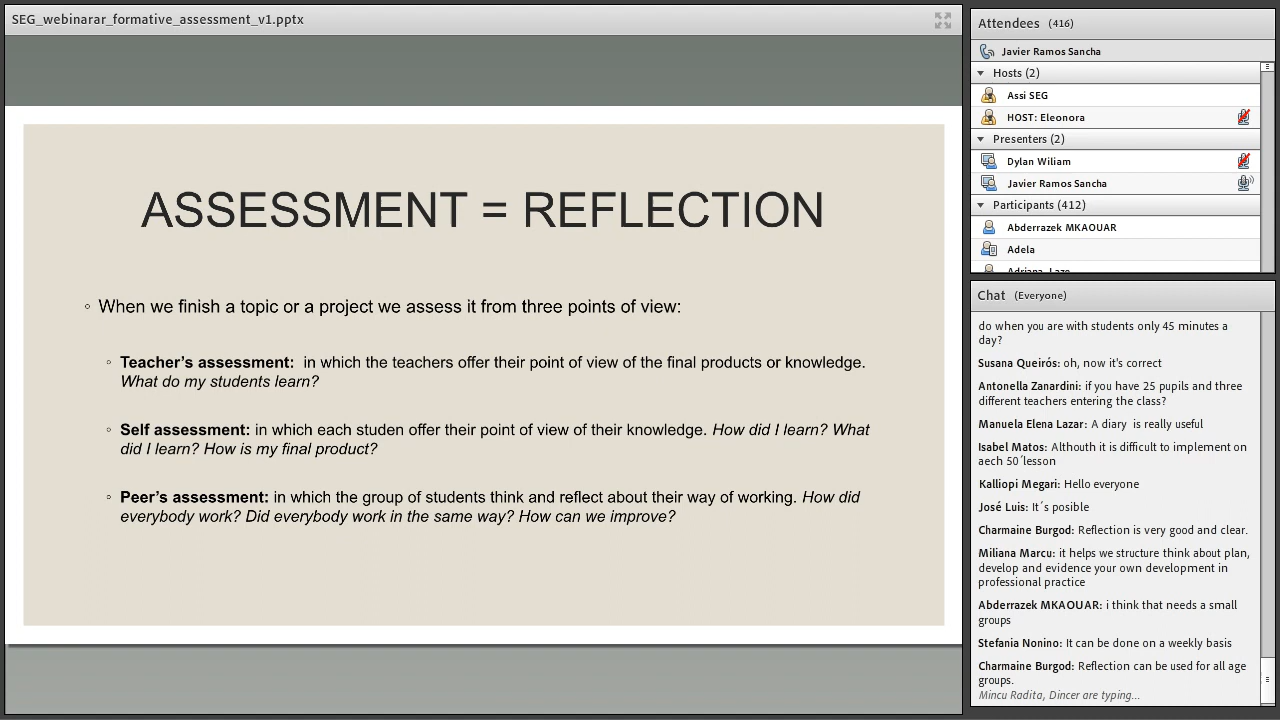 SEG_webinarar_formative_assessment_v1.pptx
ASSESSMENT = REFLECTION
◦ When we finish a topic or a project we assess it from three points of view:
◦ Teacher's assessment:  in which the teachers offer their point of view of the final products or knowledge.
What do my students learn?
◦ Self assessment: in which each studen offer their point of view of their knowledge. How did I learn? What
did I learn? How is my final product?
◦ Peer's assessment: in which the group of students think and reflect about their way of working. How did
everybody work? Did everybody work in the same way? How can we improve?
Attendees (416)
Javier Ramos Sancha
Hosts (2)
Assi SEG
HOST: Eleonora
Presenters (2)
Dylan Wiliam
Javier Ramos Sancha
Participants (412)
Abderrazek MKAOUAR
Adela
Adriana_Laze
Chat (Everyone)
do when you are with students only 45 minutes a
day?
Susana Queirós: oh, now it's correct
Antonella Zanardini: if you have 25 pupils and three
different teachers entering the class?
Manuela Elena Lazar: A diary  is really useful
Isabel Matos: Althouth it is difficult to implement on
aech 50´lesson
Kalliopi Megari: Hello everyone
José Luis: It´s posible
Charmaine Burgod: Reflection is very good and clear.
Miliana Marcu: it helps we structure think about plan,
develop and evidence your own development in
professional practice
Abderrazek MKAOUAR: i think that needs a small
groups
Stefania Nonino: It can be done on a weekly basis
Charmaine Burgod: Reflection can be used for all age
groups.
Mincu Radita, Dincer are typing...